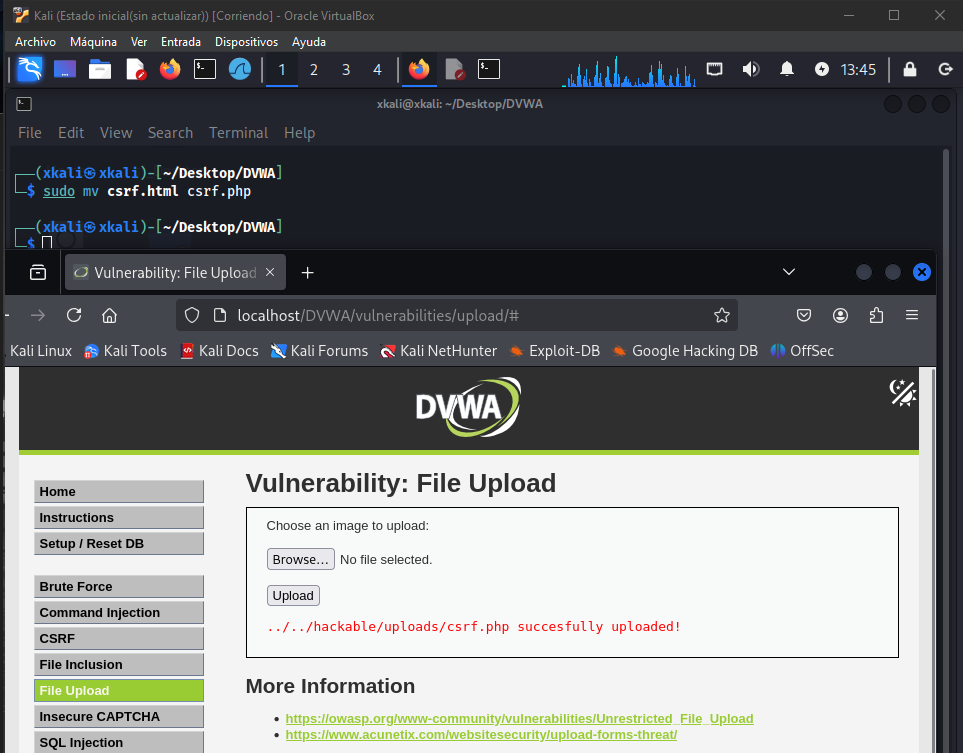 Kali (Estado inicial(sin actualizar)) [Corriendo] - Oracle VirtualBox
Archivo Máquina Ver Entrada Dispositivos Ayuda
1 2 3 4 13:45
xkali@xkali: ~/Desktop/DVWA
File Edit View Search Terminal Help
┌──(xkali㉿xkali)-[~/Desktop/DVWA]
└─$ sudo mv csrf.html csrf.php
┌──(xkali㉿xkali)-[~/Desktop/DVWA]
└─$
Vulnerability: File Upload
localhost/DVWA/vulnerabilities/upload/#
Kali Linux Kali Tools Kali Docs Kali Forums Kali NetHunter Exploit-DB Google Hacking DB OffSec
DVWA
Home
Instructions
Setup / Reset DB
Brute Force
Command Injection
CSRF
File Inclusion
File Upload
Insecure CAPTCHA
SQL Injection
Vulnerability: File Upload
Choose an image to upload:
Browse... No file selected.
Upload
../../hackable/uploads/csrf.php succesfully uploaded!
More Information
• https://owasp.org/www-community/vulnerabilities/Unrestricted_File_Upload
• https://www.acunetix.com/websitesecurity/upload-forms-threat/